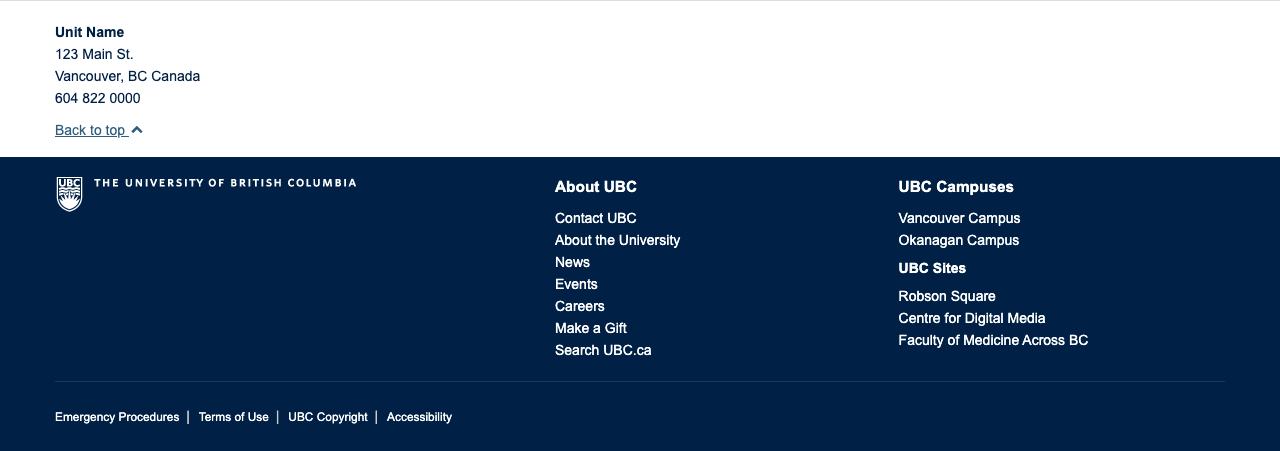 Unit Name
123 Main St.
Vancouver, BC Canada
604 822 0000
Back to top
UBC
THE UNIVERSITY OF BRITISH COLUMBIA
About UBC
Contact UBC
About the University
News
Events
Careers
Make a Gift
Search UBC.ca
UBC Campuses
Vancouver Campus
Okanagan Campus
UBC Sites
Robson Square
Centre for Digital Media
Faculty of Medicine Across BC
Emergency Procedures | Terms of Use | UBC Copyright | Accessibility